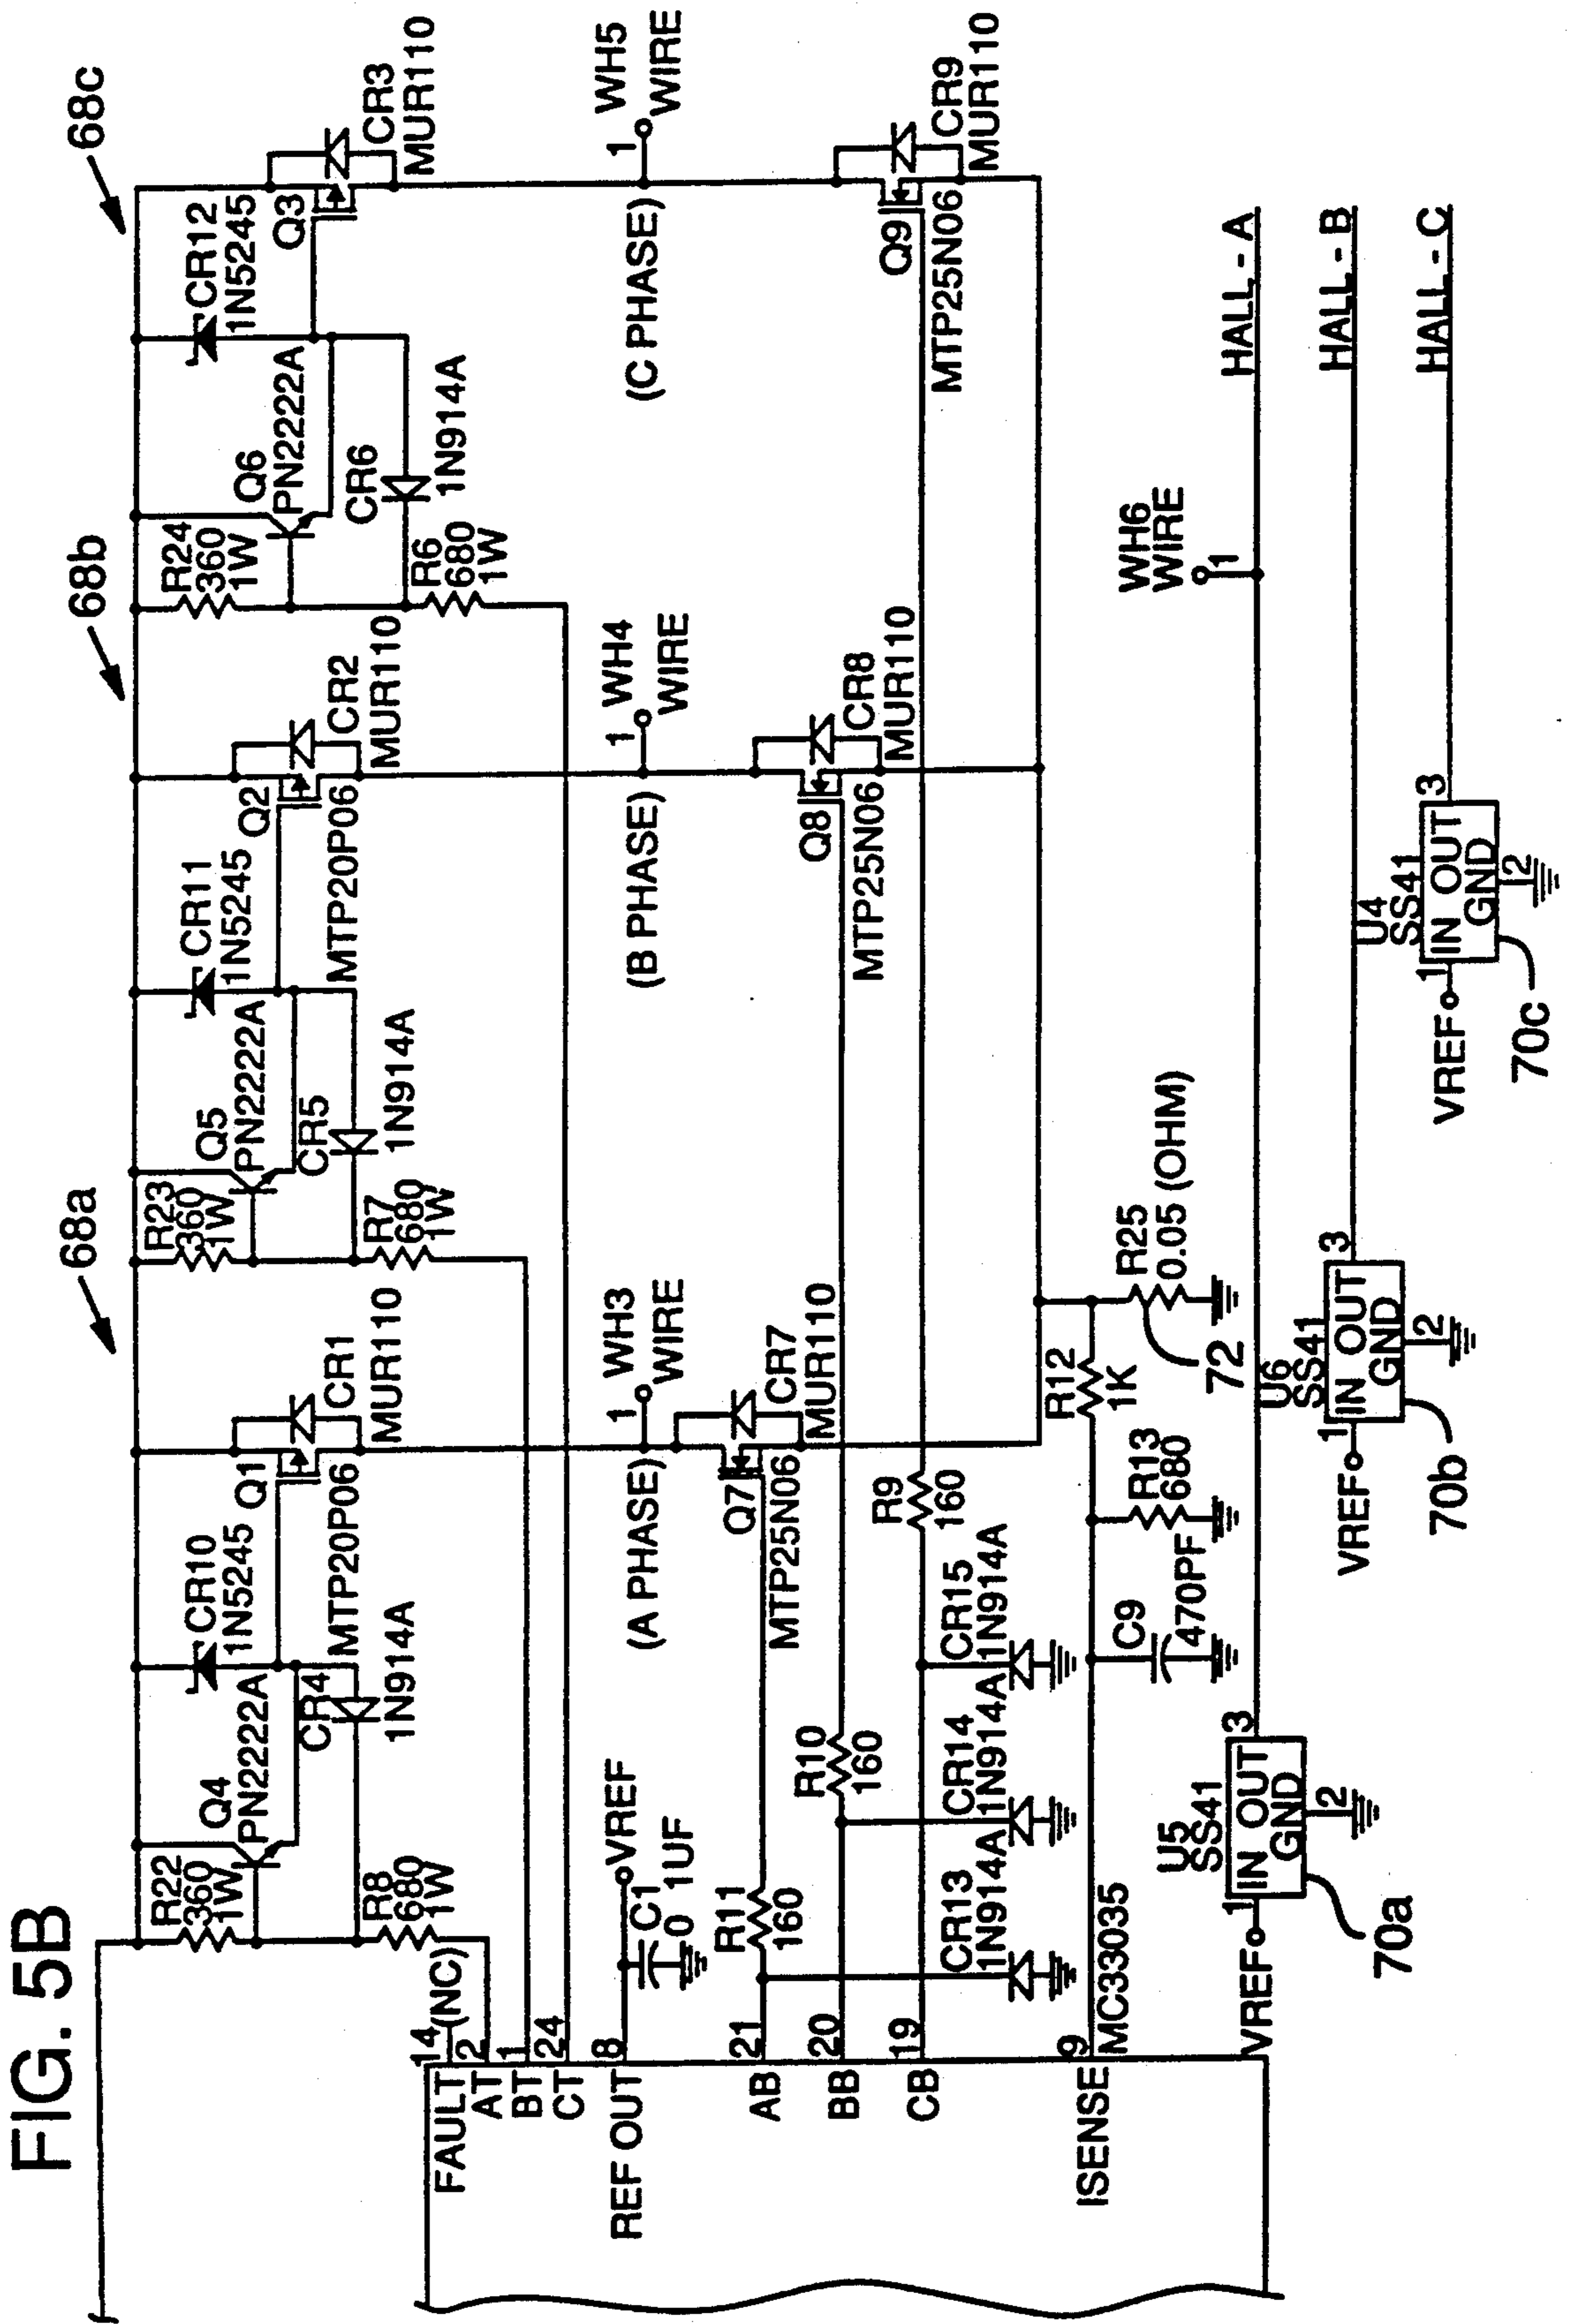 FIG. 5B
68a
68b
68c
R22
360
1W
Q4
PN2222A
CR10
1N5245
Q1
CR1
MUR110
MTP20P06
CR4
1N914A
R8
680
1W
R23
360
1W
Q5
PN2222A
CR11
1N5245
Q2
CR2
MUR110
MTP20P06
CR5
1N914A
R7
680
1W
R24
360
1W
Q6
PN2222A
CR12
1N5245
Q3
CR3
MUR110
CR6
1N914A
R6
680
1W
FAULT
14
(NC)
AT
2
BT
1
CT
24
REF OUT
8
VREF
C1
0 1UF
WH3
WIRE
1
(A PHASE)
WH4
WIRE
1
(B PHASE)
WH5
WIRE
1
(C PHASE)
AB
21
R11
160
Q7
CR7
MUR110
MTP25N06
BB
20
R10
160
Q8
CR8
MUR110
MTP25N06
CB
19
R9
160
Q9
CR9
MUR110
MTP25N06
CR13
1N914A
CR14
1N914A
CR15
1N914A
ISENSE
9
MC33035
C9
470PF
R13
680
R12
1K
R25
0.05 (OHM)
72
WH6
WIRE
1
HALL - A
HALL - B
HALL - C
U5
SS41
VREF
1
IN OUT
3
GND
2
70a
U6
SS41
VREF
1
IN OUT
3
GND
2
70b
U4
SS41
VREF
1
IN OUT
3
GND
2
70c